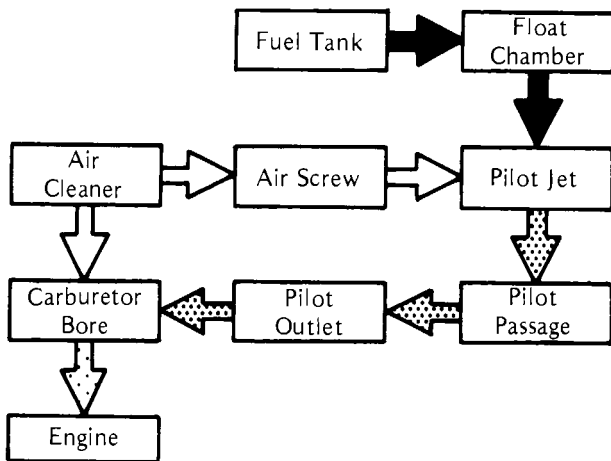 Fuel Tank
Float
Chamber
Air
Cleaner
Air Screw
Pilot Jet
Carburetor
Bore
Pilot
Outlet
Pilot
Passage
Engine